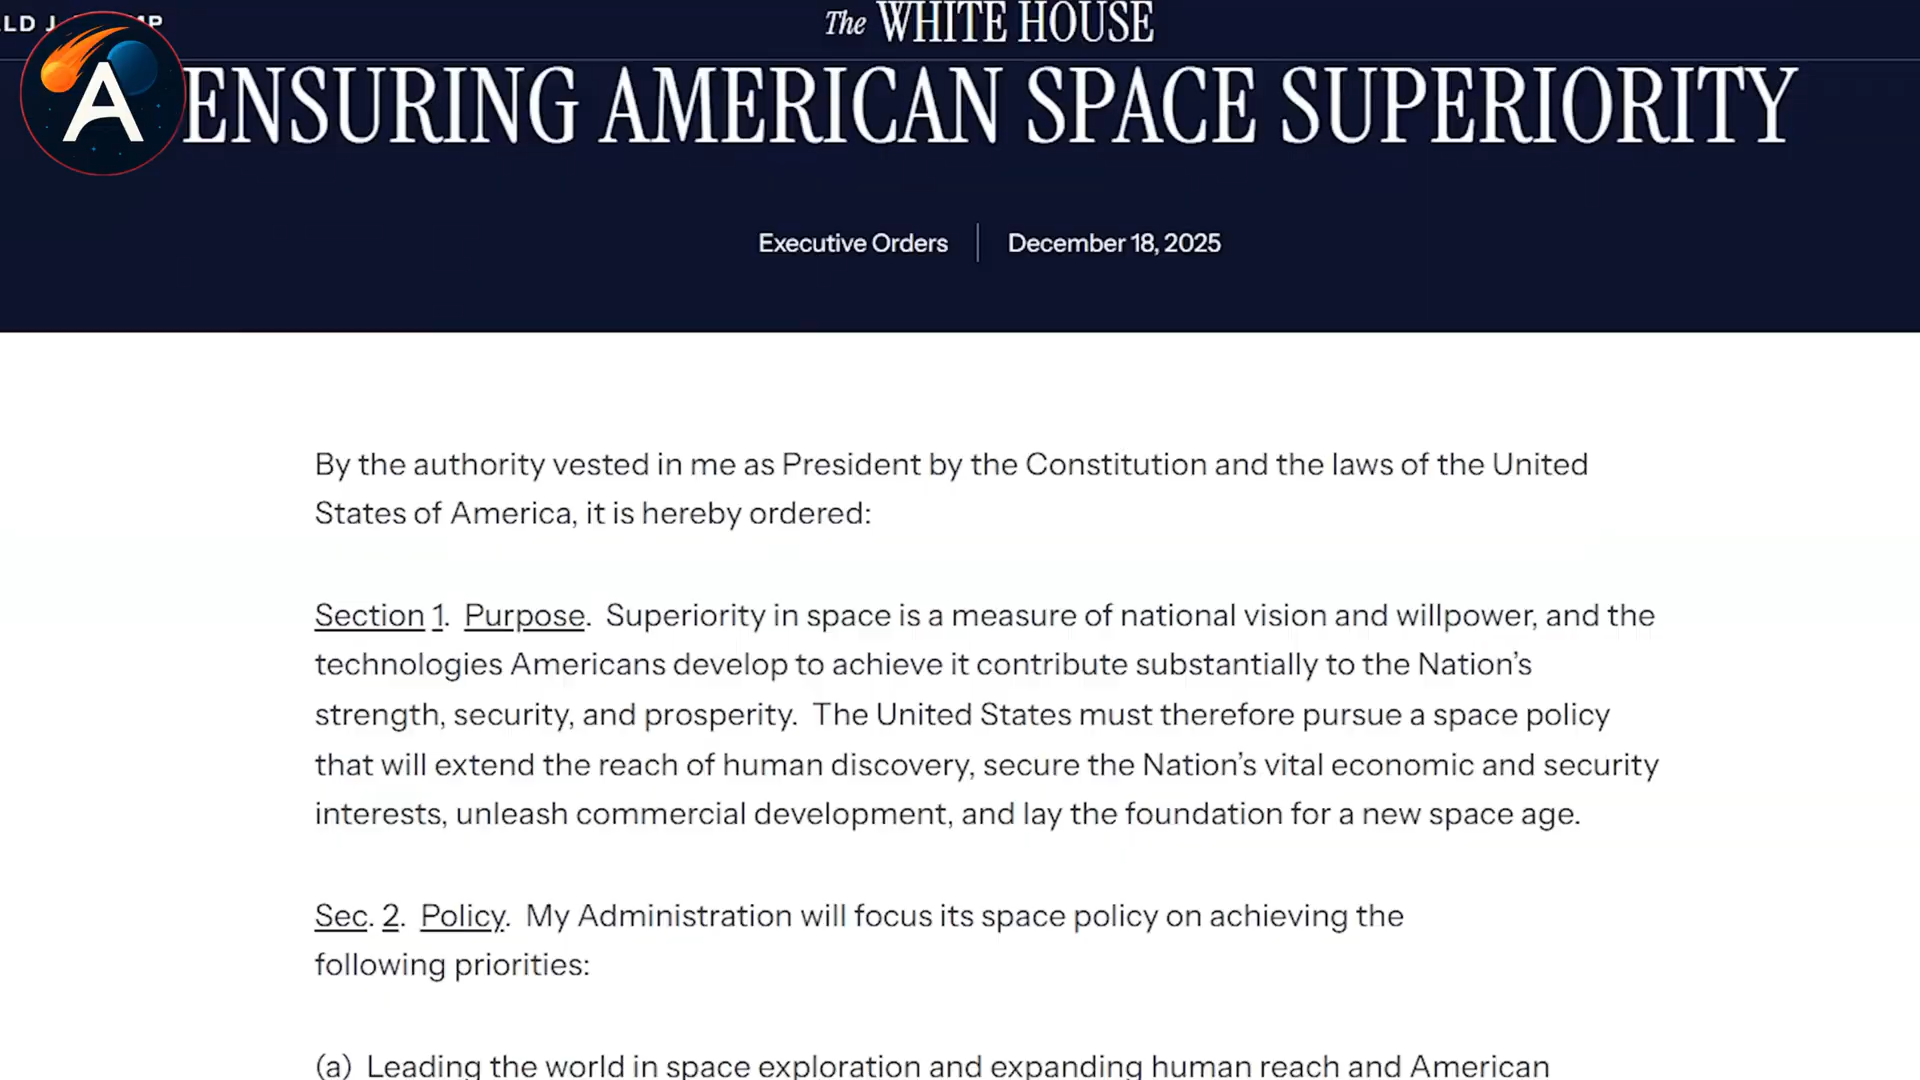 The WHITE HOUSE
A
ENSURING AMERICAN SPACE SUPERIORITY
Executive Orders | December 18, 2025
By the authority vested in me as President by the Constitution and the laws of the United
States of America, it is hereby ordered:
Section 1. Purpose. Superiority in space is a measure of national vision and willpower, and the
technologies Americans develop to achieve it contribute substantially to the Nation’s
strength, security, and prosperity. The United States must therefore pursue a space policy
that will extend the reach of human discovery, secure the Nation’s vital economic and security
interests, unleash commercial development, and lay the foundation for a new space age.
Sec. 2. Policy. My Administration will focus its space policy on achieving the
following priorities:
(a) Leading the world in space exploration and expanding human reach and American